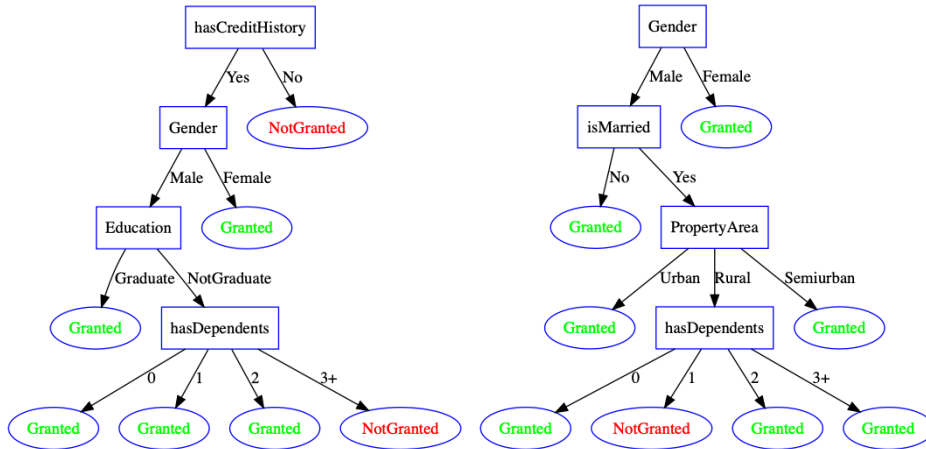 hasCreditHistory
Yes
No
Gender
NotGranted
Male
Female
Education
Granted
Graduate
NotGraduate
Granted
hasDependents
0
1
2
3+
Granted
Granted
Granted
NotGranted
Gender
Male
Female
isMarried
Granted
No
Yes
Granted
PropertyArea
Urban
Rural
Semiurban
Granted
hasDependents
Granted
0
1
2
3+
Granted
NotGranted
Granted
Granted